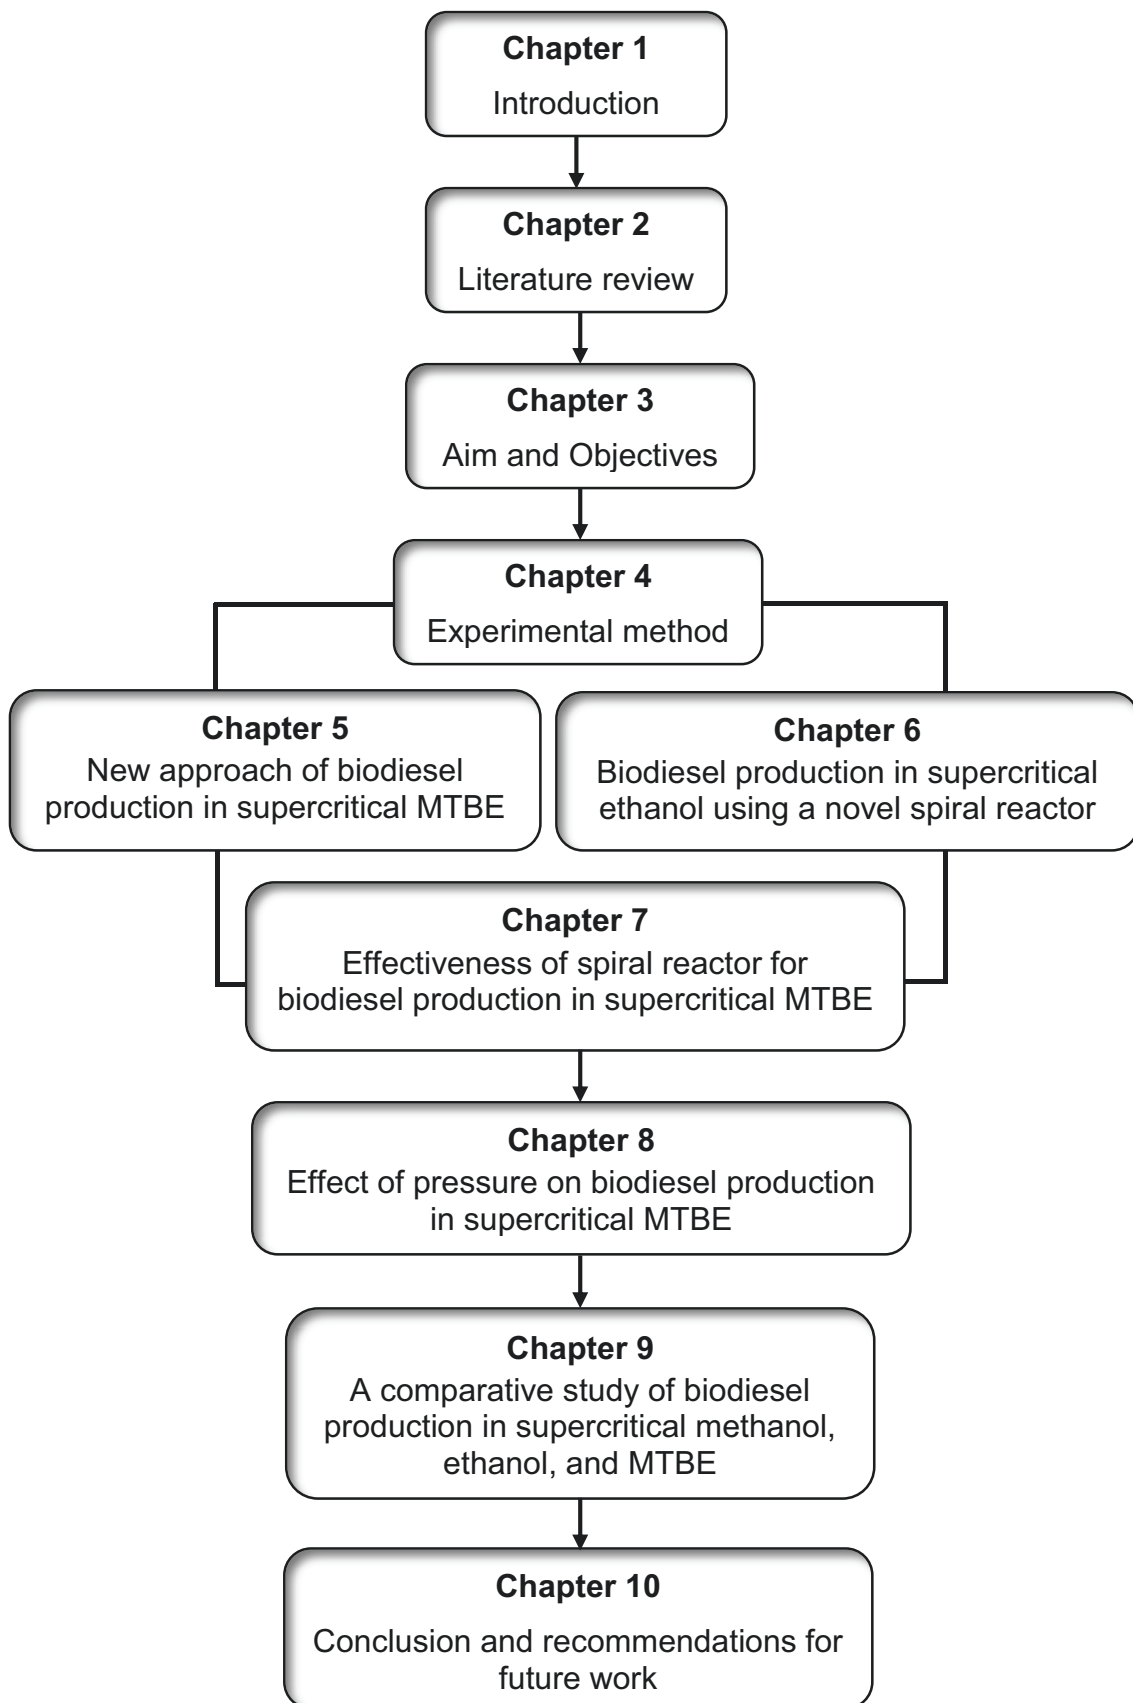 Chapter 1
Introduction
Chapter 2
Literature review
Chapter 3
Aim and Objectives
Chapter 4
Experimental method
Chapter 5
New approach of biodiesel
production in supercritical MTBE
Chapter 6
Biodiesel production in supercritical
ethanol using a novel spiral reactor
Chapter 7
Effectiveness of spiral reactor for
biodiesel production in supercritical MTBE
Chapter 8
Effect of pressure on biodiesel production
in supercritical MTBE
Chapter 9
A comparative study of biodiesel
production in supercritical methanol,
ethanol, and MTBE
Chapter 10
Conclusion and recommendations for
future work